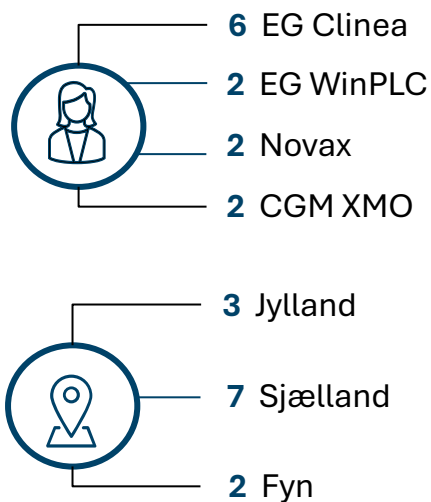 6 EG Clinea
2 EG WinPLC
2 Novax
2 CGM XMO
3 Jylland
7 Sjælland
2 Fyn